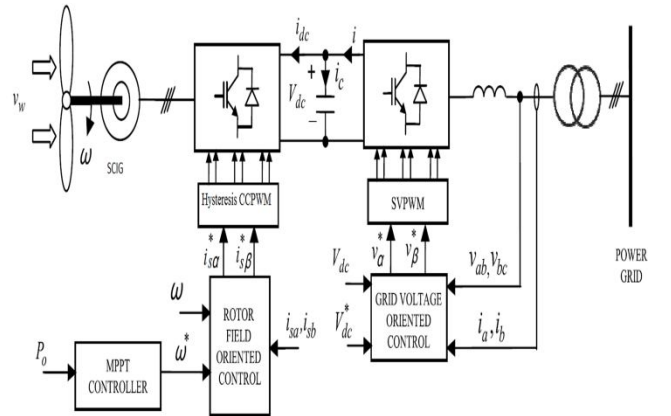 i_dc
i
v_w
+
V_dc
i_c
−
ω
SCIG
Hysteresis CCPWM
SVPWM
i*_sα
i*_sβ
v*_α
v*_β
V_dc
v_ab, v_bc
POWER
GRID
ω
ROTOR
FIELD
ORIENTED
CONTROL
i_sa, i_sb
V*_dc
GRID VOLTAGE
ORIENTED
CONTROL
i_a, i_b
P_o
MPPT
CONTROLLER
ω*